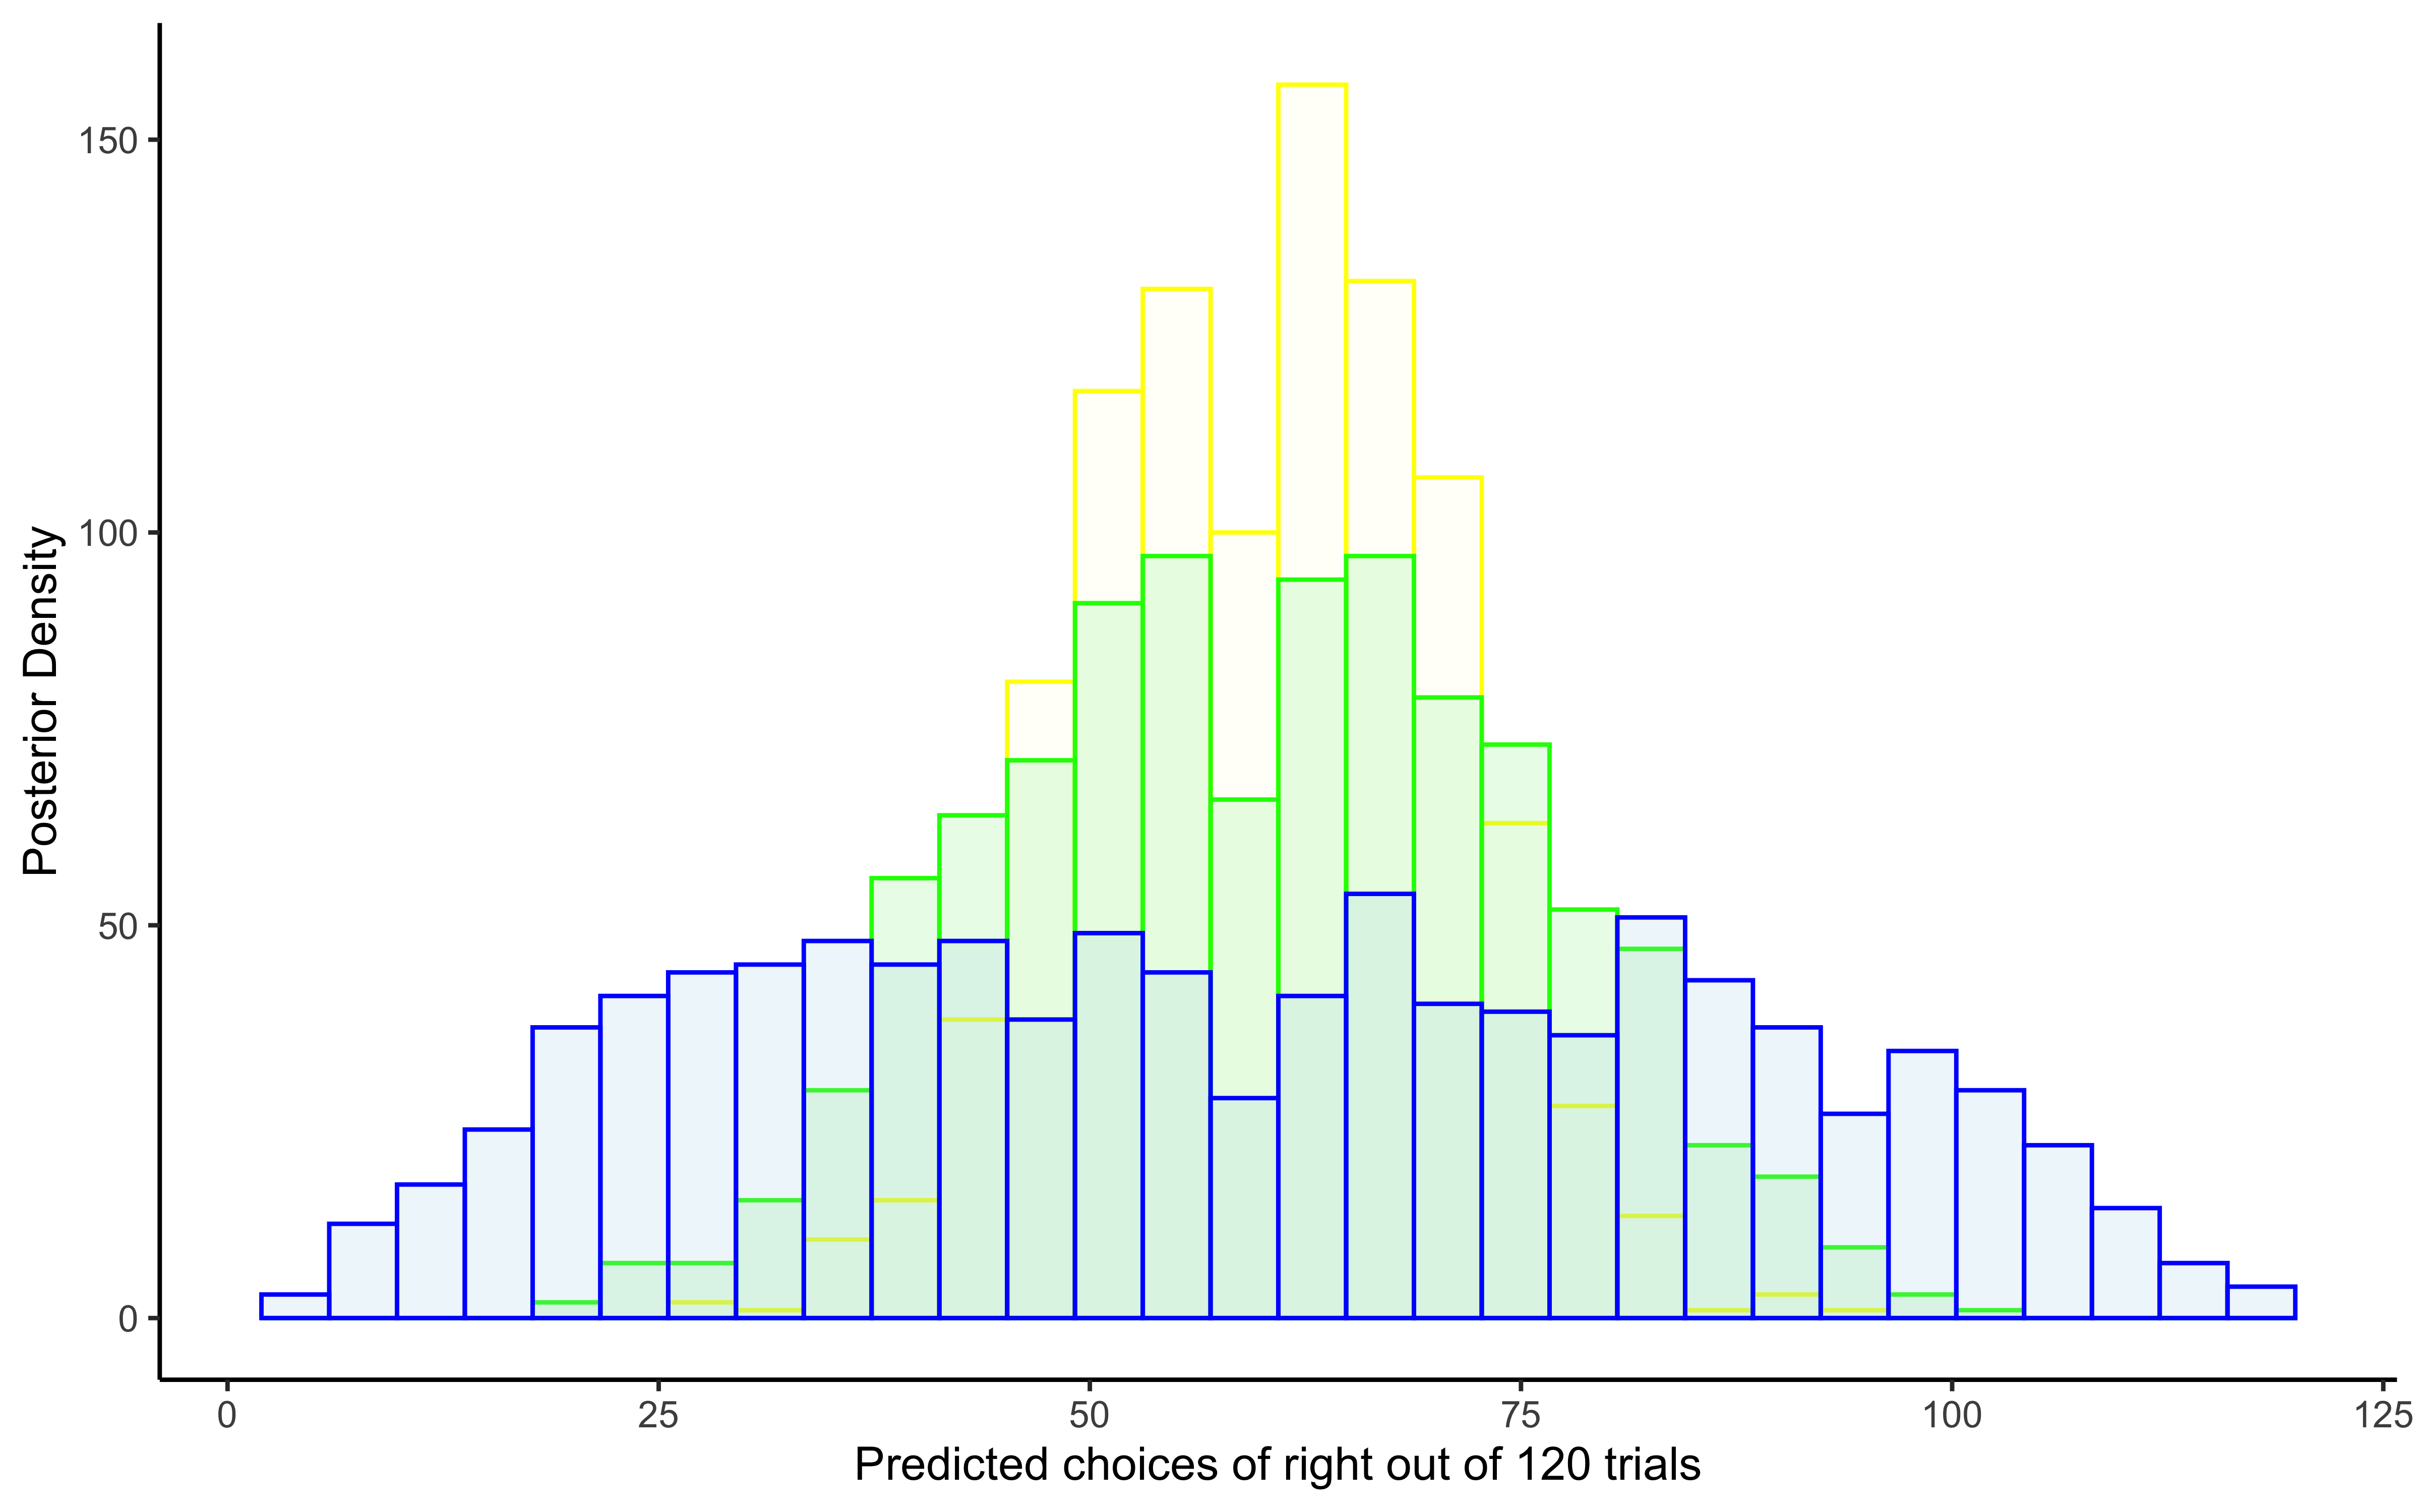 Posterior Density
150
100
50
0
0 25 50 75 100 125
Predicted choices of right out of 120 trials